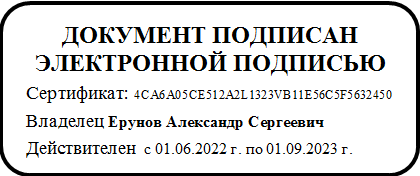 ДОКУМЕНТ ПОДПИСАН
ЭЛЕКТРОННОЙ ПОДПИСЬЮ
Сертификат: 4CA6A05CE512A2L1323VB11E56C5F5632450
Владелец Ерунов Александр Сергеевич
Действителен с 01.06.2022 г. по 01.09.2023 г.